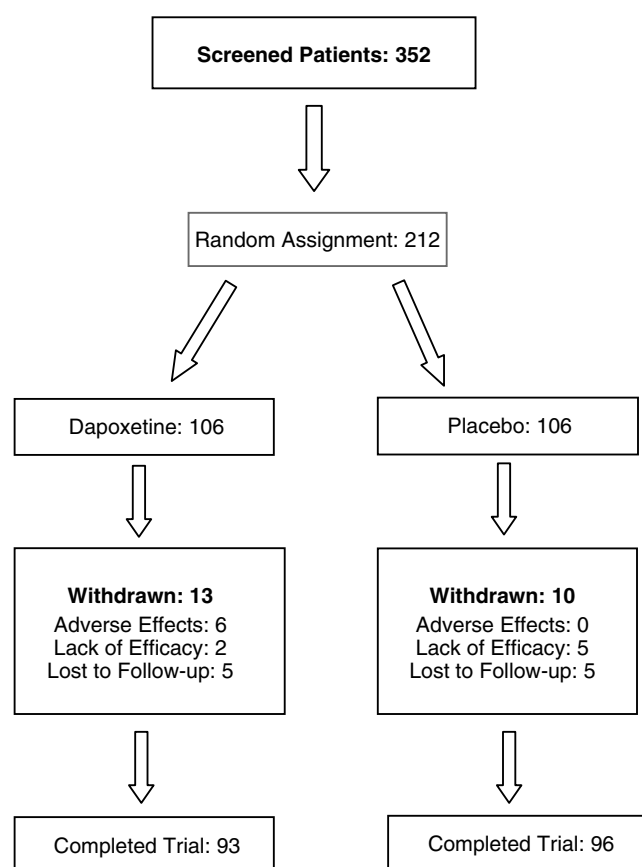 Screened Patients: 352
Random Assignment: 212
Dapoxetine: 106
Placebo: 106
Withdrawn: 13
Adverse Effects: 6
Lack of Efficacy: 2
Lost to Follow-up: 5
Withdrawn: 10
Adverse Effects: 0
Lack of Efficacy: 5
Lost to Follow-up: 5
Completed Trial: 93
Completed Trial: 96